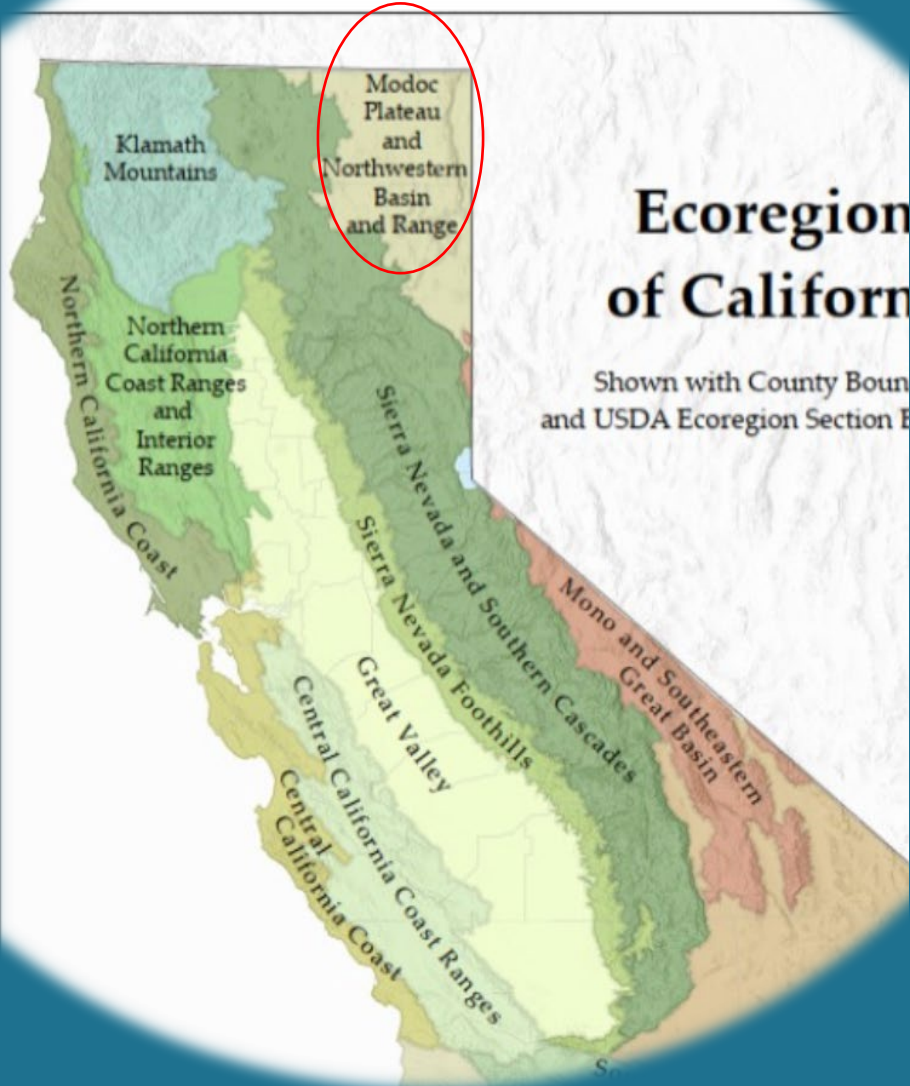 Modoc
Plateau
and
Northwestern
Basin
and Range
Klamath
Mountains
Ecoregion
of Californ
Shown with County Boun
and USDA Ecoregion Section B
Northern California Coast
Northern
California
Coast Ranges
and
Interior
Ranges
Sierra Nevada and Southern Cascades
Sierra Nevada Foothills
Mono and Southeastern
Great Basin
Great Valley
Central California Coast Ranges
Central
California Coast
So